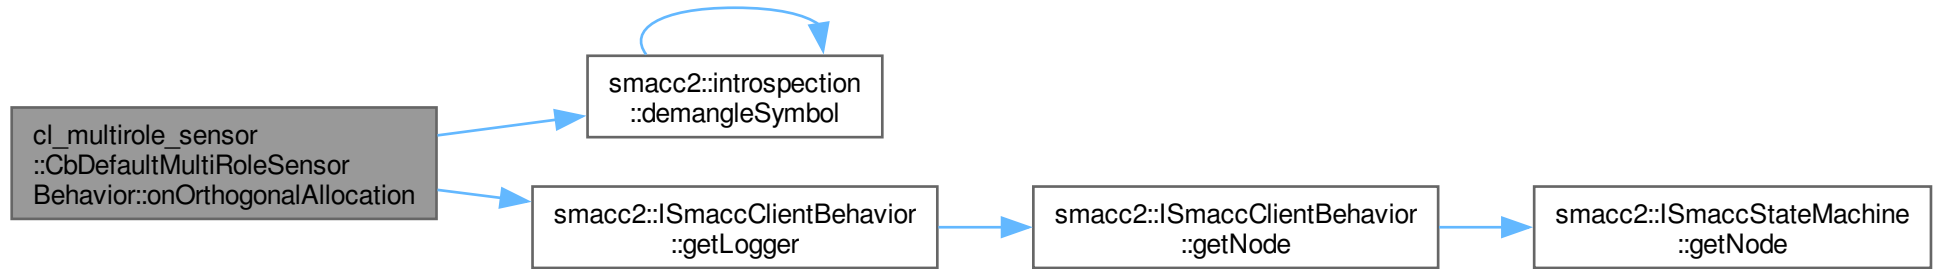 cl_multirole_sensor
::CbDefaultMultiRoleSensor
Behavior::onOrthogonalAllocation
smacc2::introspection
::demangleSymbol
smacc2::ISmaccClientBehavior
::getLogger
smacc2::ISmaccClientBehavior
::getNode
smacc2::ISmaccStateMachine
::getNode